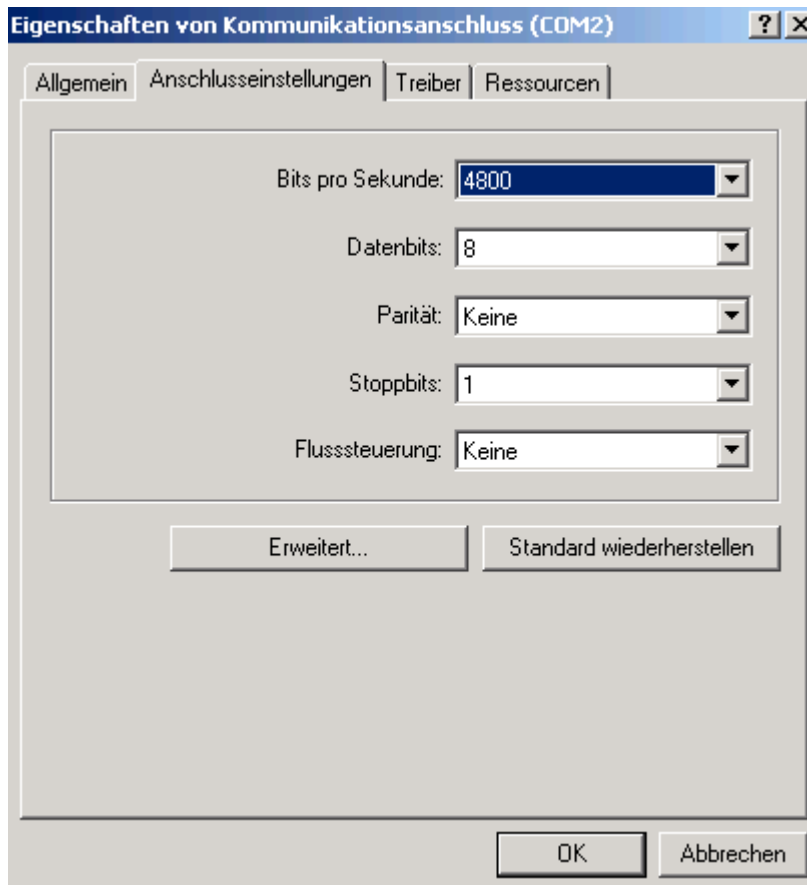 Eigenschaften von Kommunikationsanschluss (COM2)
Allgemein Anschlusseinstellungen Treiber Ressourcen
Bits pro Sekunde: 4800
Datenbits: 8
Parität: Keine
Stoppbits: 1
Flusssteuerung: Keine
Erweitert... Standard wiederherstellen
OK Abbrechen